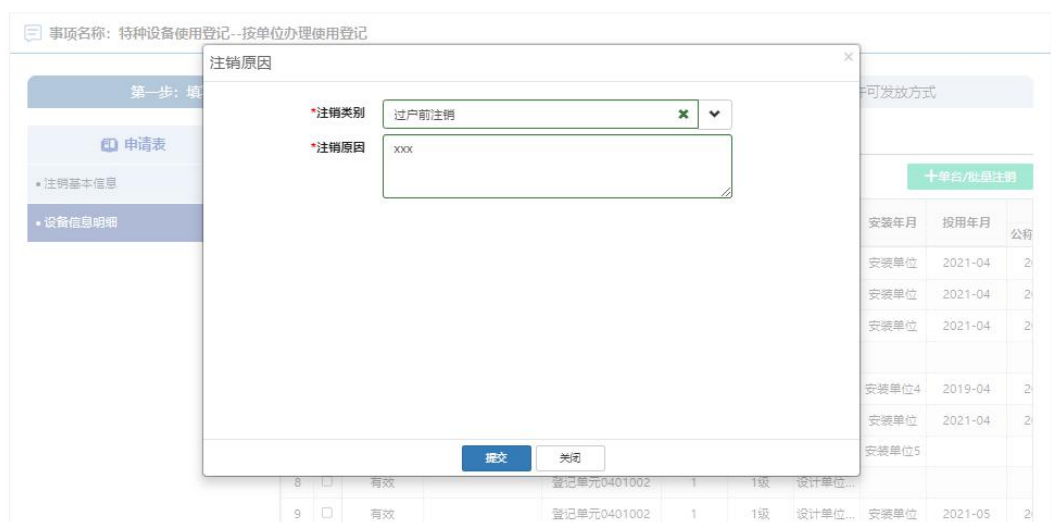 事项名称：特种设备使用登记--按单位办理使用登记
注销原因
×
第一步：填
可发放方式
申请表
*注销类别 过户前注销
*注销原因 xxx
•注销基本信息
十单台/批量注销
•设备信息明细
安装年月 投用年月
公称
安装单位 2021-04 2
安装单位 2021-04 2
安装单位 2021-04 2
安装单位4 2019-04 2
安装单位 2021-04 2
安装单位5
提交 关闭
8 有效 登记单元0401002 1 1级 设计单位...
9 有效 登记单元0401002 1 1级 设计单位... 安装单位 2021-05 2